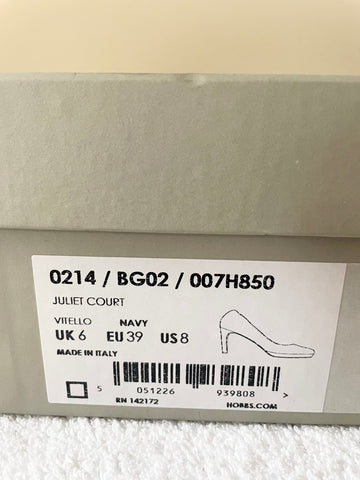 0214 / BG02 / 007H850
JULIET COURT
VITELLO NAVY
UK 6 EU 39 US 8
MADE IN ITALY
5 051226 939808 >
RN 142172 HOBBS.COM